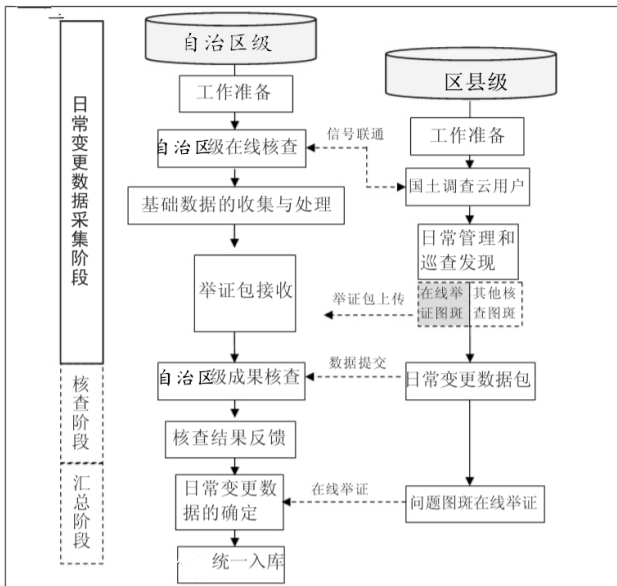 自治区级
区县级
日常变更数据采集阶段
工作准备
工作准备
自治区级在线核查
信号联通
国土调查云用户
基础数据的收集与处理
日常管理和
巡查发现
举证包接收
举证包上传
在线举
证图斑
其他核
查图斑
核查阶段
自治区级成果核查
数据提交
日常变更数据包
核查结果反馈
汇总阶段
日常变更数
据的确定
在线举证
问题图斑在线举证
统一入库